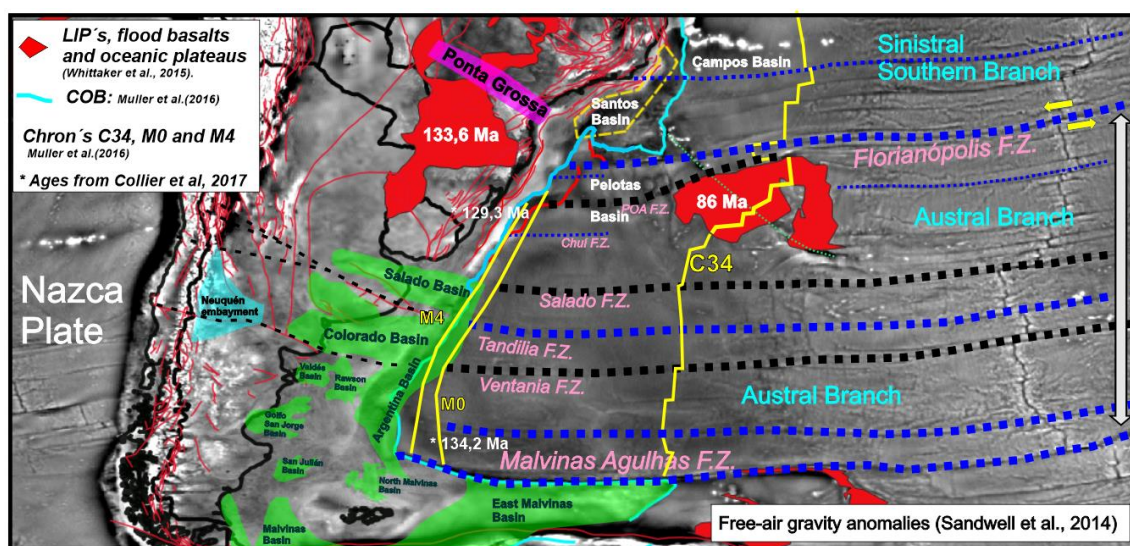 LIP´s, flood basalts
and oceanic plateaus
(Whittaker et al., 2015).
COB: Muller et al.(2016)
Chron´s C34, M0 and M4
Muller et al.(2016)
* Ages from Collier et al, 2017
Ponta Grossa
133,6 Ma
Santos
Basin
Campos Basin
Sinistral
Southern Branch
Florianópolis F.Z.
Pelotas
Basin
POA F.Z.
* 129,3 Ma
Chui F.Z.
86 Ma
Austral Branch
C34
Nazca
Plate
Neuquén
embayment
Salado Basin
Salado F.Z.
Colorado Basin
M4
Tandilia F.Z.
Ventania F.Z.
Valdés
Basin
Rawson
Basin
Argentina Basin
M0
Austral Branch
Golfo
San Jorge
Basin
* 134,2 Ma
Malvinas Agulhas F.Z.
San Julián
Basin
North Malvinas
Basin
East Malvinas
Basin
Malvinas
Basin
Free-air gravity anomalies (Sandwell et al., 2014)